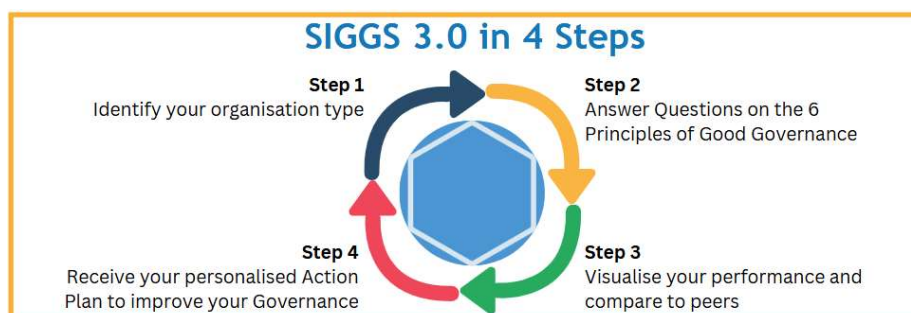 SIGGS 3.0 in 4 Steps
Step 1
Identify your organisation type
Step 2
Answer Questions on the 6
Principles of Good Governance
Step 3
Visualise your performance and
compare to peers
Step 4
Receive your personalised Action
Plan to improve your Governance